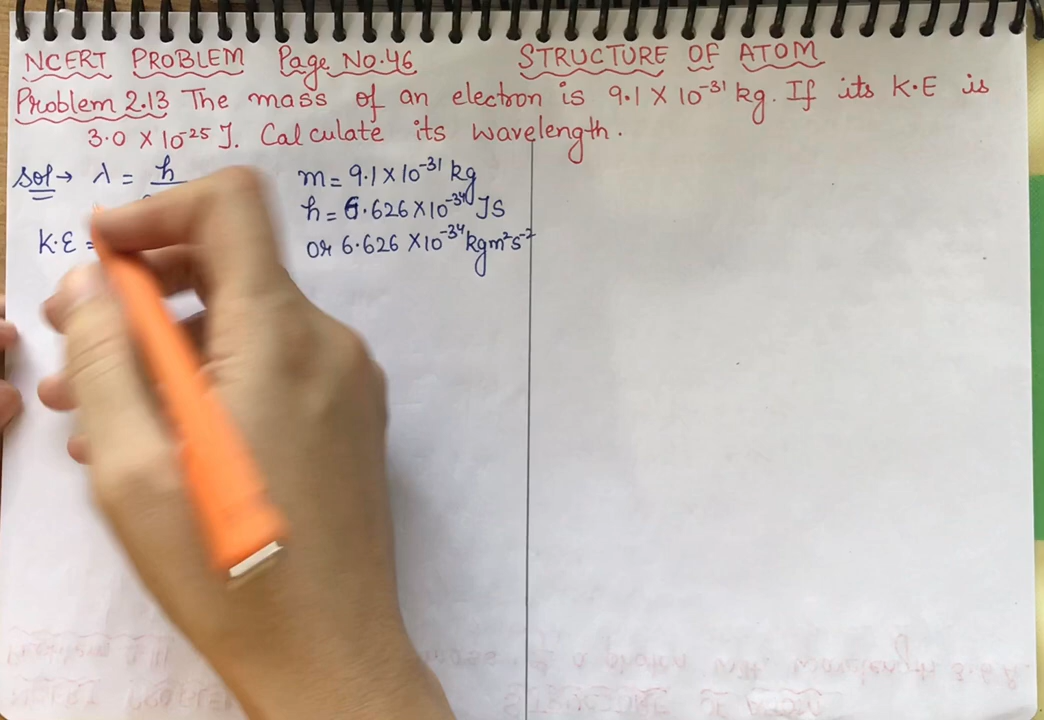 NCERT PROBLEM Page No.46 STRUCTURE OF ATOM
Problem 2.13 The mass of an electron is 9.1 X 10⁻³¹ kg. If its K.E is
3.0 X 10⁻²⁵ J. Calculate its wavelength.
Sol→ λ = h
m = 9.1 X 10⁻³¹ kg
h = 6.626 X 10⁻³⁴ JS
K.E =
or 6.626 X 10⁻³⁴ kgm²s⁻²